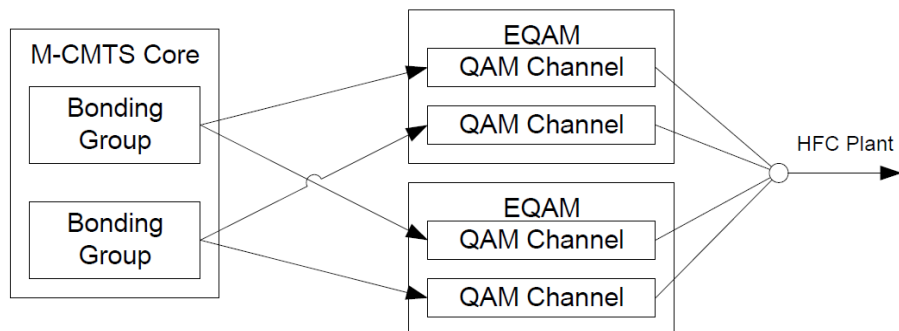 M-CMTS Core
Bonding
Group
Bonding
Group
EQAM
QAM Channel
QAM Channel
EQAM
QAM Channel
QAM Channel
HFC Plant